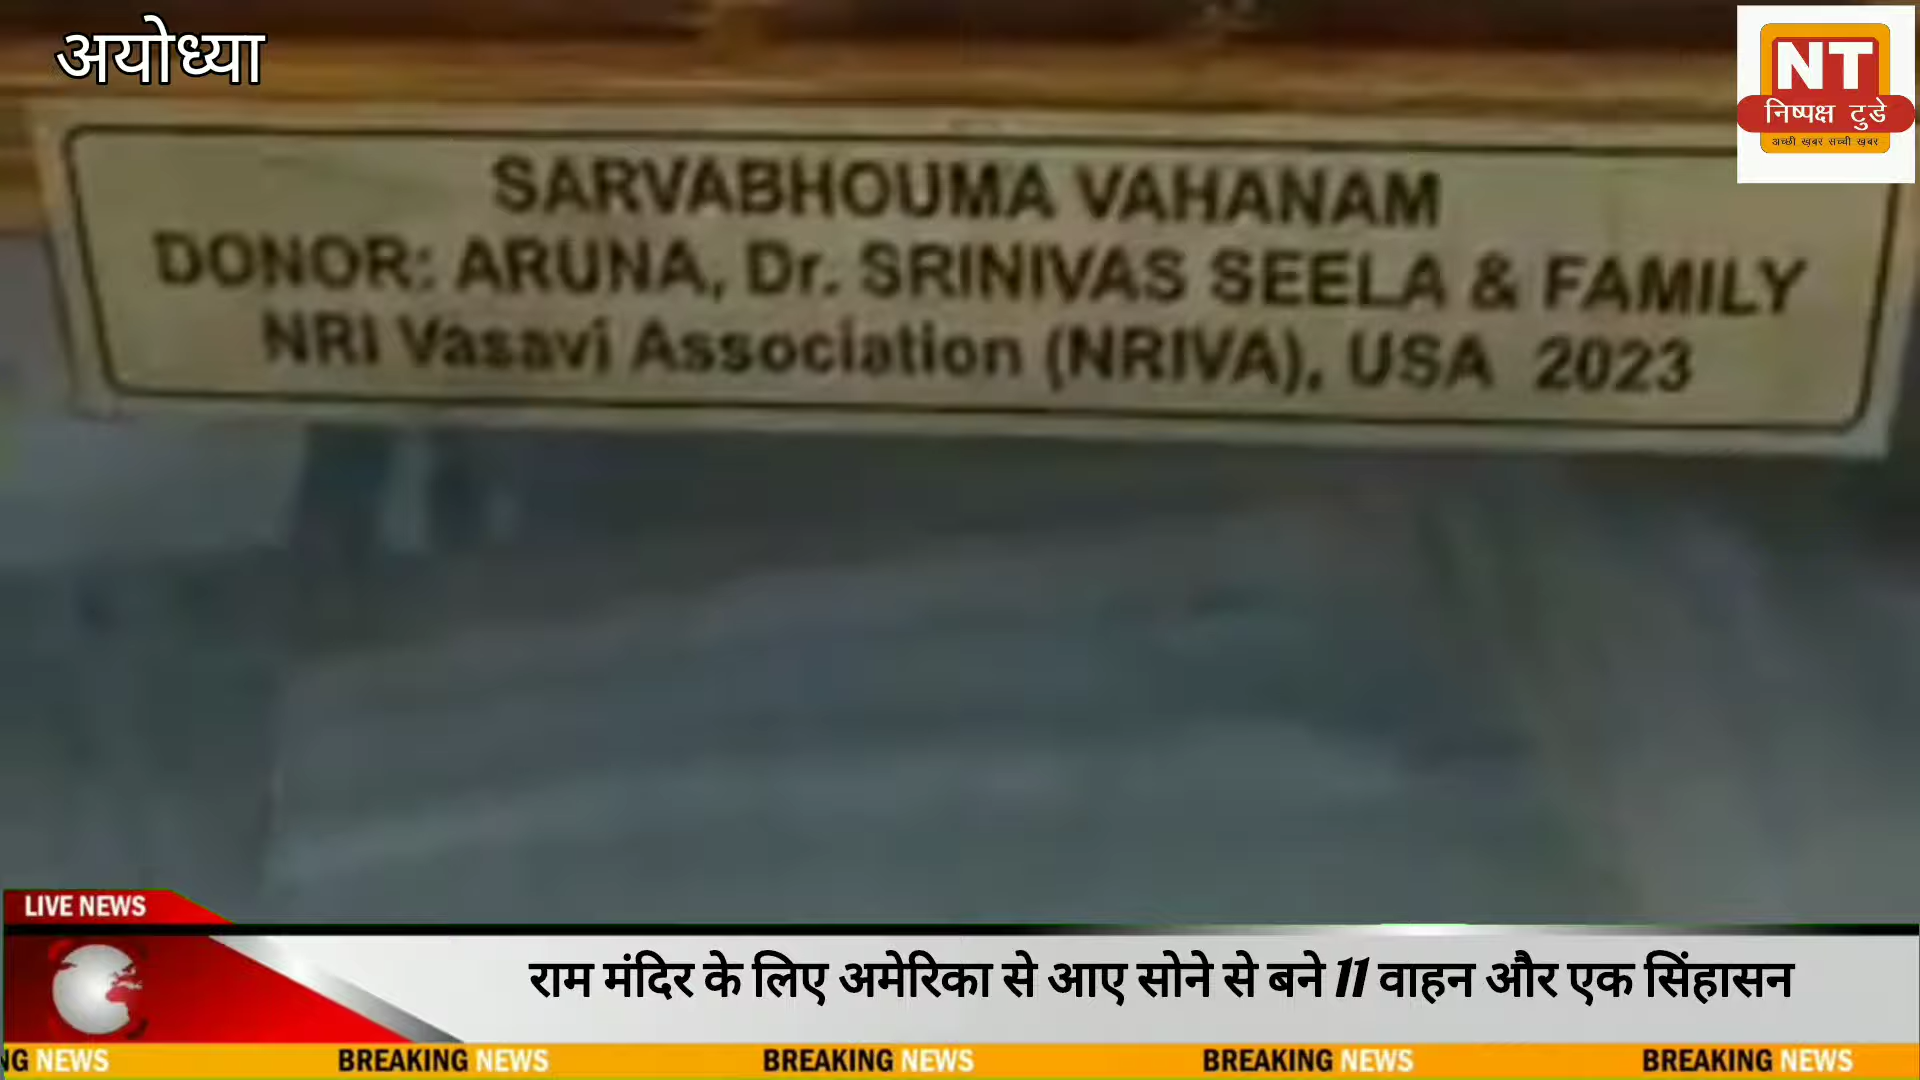 अयोध्या
NT
निष्पक्ष टुडे
अच्छी ख़बर सच्ची ख़बर
SARVABHOUMA VAHANAM
DONOR: ARUNA, Dr. SRINIVAS SEELA & FAMILY
NRI Vasavi Association (NRIVA), USA 2023
LIVE NEWS
राम मंदिर के लिए अमेरिका से आए सोने से बने 11 वाहन और एक सिंहासन
NG NEWS BREAKING NEWS BREAKING NEWS BREAKING NEWS BREAKING NEWS